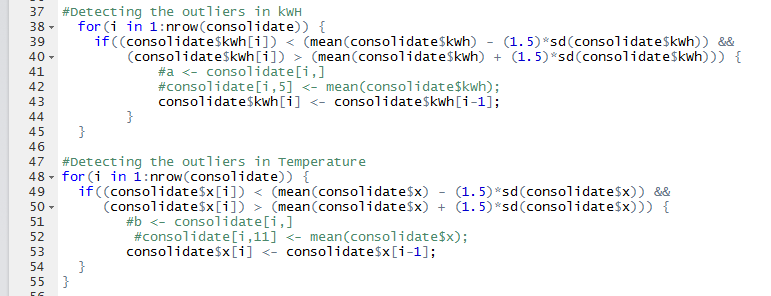 37 #Detecting the outliers in kWH
38 for(i in 1:nrow(consolidate)) {
39 if((consolidate$kWh[i]) < (mean(consolidate$kWh) - (1.5)*sd(consolidate$kWh)) &&
40 (consolidate$kWh[i]) > (mean(consolidate$kWh) + (1.5)*sd(consolidate$kWh))) {
41 #a <- consolidate[i,]
42 #consolidate[i,5] <- mean(consolidate$kWh);
43 consolidate$kWh[i] <- consolidate$kWh[i-1];
44 }
45 }
46
47 #Detecting the outliers in Temperature
48 for(i in 1:nrow(consolidate)) {
49 if((consolidate$x[i]) < (mean(consolidate$x) - (1.5)*sd(consolidate$x)) &&
50 (consolidate$x[i]) > (mean(consolidate$x) + (1.5)*sd(consolidate$x))) {
51 #b <- consolidate[i,]
52 #consolidate[i,11] <- mean(consolidate$x);
53 consolidate$x[i] <- consolidate$x[i-1];
54 }
55 }